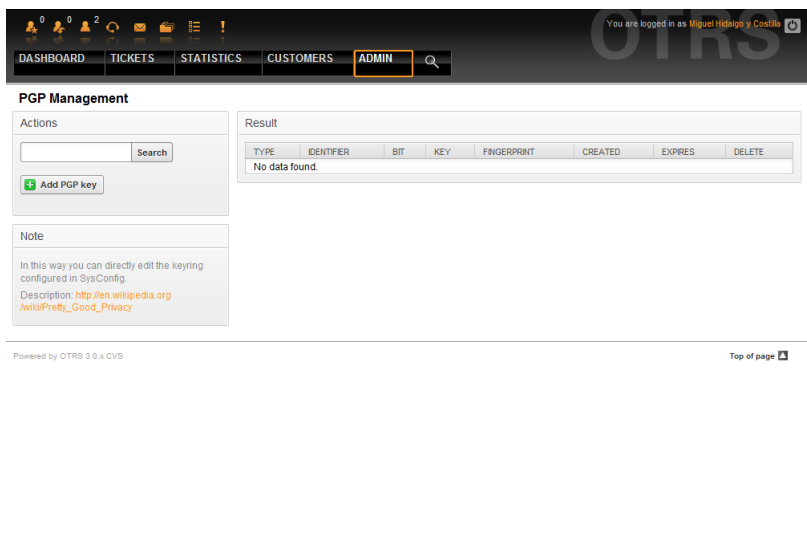 0 0 2 !
You are logged in as Miguel Hidalgo y Costilla
OTRS
DASHBOARD TICKETS STATISTICS CUSTOMERS ADMIN
PGP Management
Actions
Search
Add PGP key
Note
In this way you can directly edit the keyring
configured in SysConfig.
Description: http://en.wikipedia.org
/wiki/Pretty_Good_Privacy
Result
TYPE IDENTIFIER BIT KEY FINGERPRINT CREATED EXPIRES DELETE
No data found.
Powered by OTRS 3.0.x CVS
Top of page